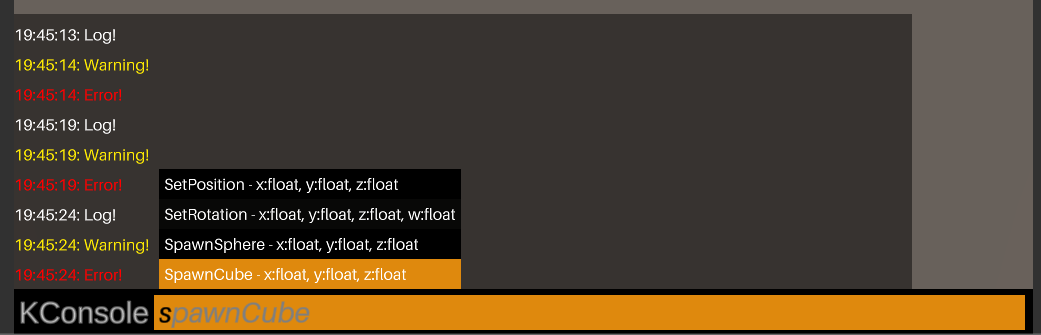 19:45:13: Log!
19:45:14: Warning!
19:45:14: Error!
19:45:19: Log!
19:45:19: Warning!
19:45:19: Error!
SetPosition - x:float, y:float, z:float
19:45:24: Log!
SetRotation - x:float, y:float, z:float, w:float
19:45:24: Warning!
SpawnSphere - x:float, y:float, z:float
19:45:24: Error!
SpawnCube - x:float, y:float, z:float
KConsole spawnCube